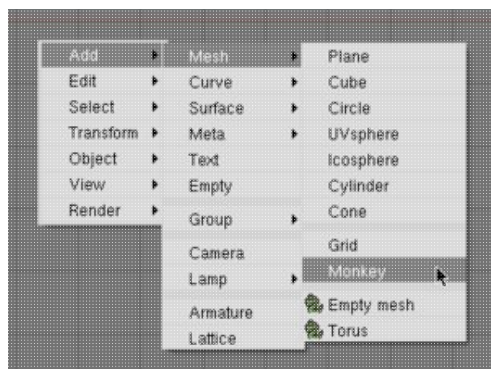 Add
Edit
Select
Transform
Object
View
Render
Mesh
Curve
Surface
Meta
Text
Empty
Group
Camera
Lamp
Armature
Lattice
Plane
Cube
Circle
UVsphere
Icosphere
Cylinder
Cone
Grid
Monkey
Empty mesh
Torus